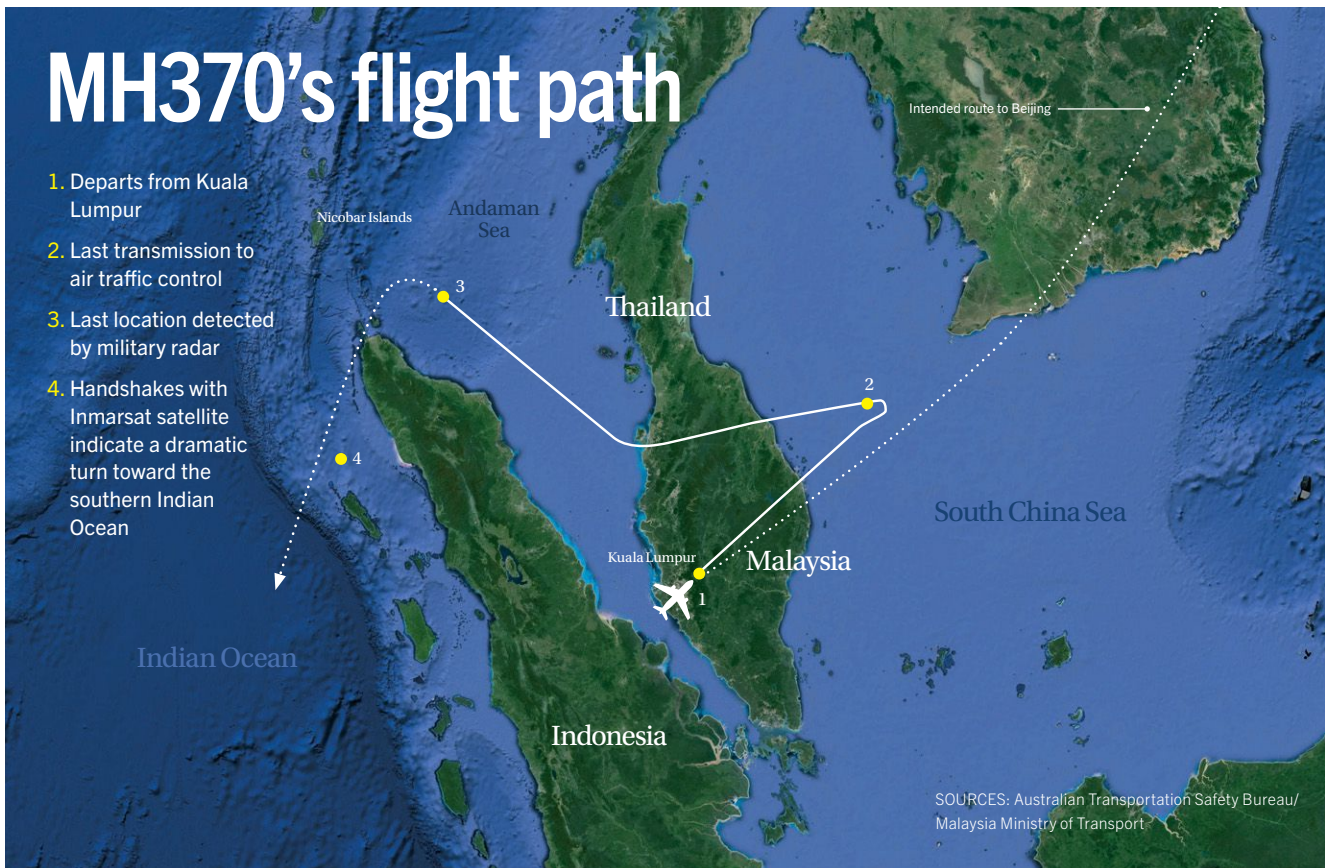 MH370’s flight path
1. Departs from Kuala
Lumpur
2. Last transmission to
air traffic control
3. Last location detected
by military radar
4. Handshakes with
Inmarsat satellite
indicate a dramatic
turn toward the
southern Indian
Ocean
Intended route to Beijing
Nicobar Islands
Andaman
Sea
3
Thailand
2
4
South China Sea
Kuala Lumpur
Malaysia
1
Indian Ocean
Indonesia
SOURCES: Australian Transportation Safety Bureau/
Malaysia Ministry of Transport